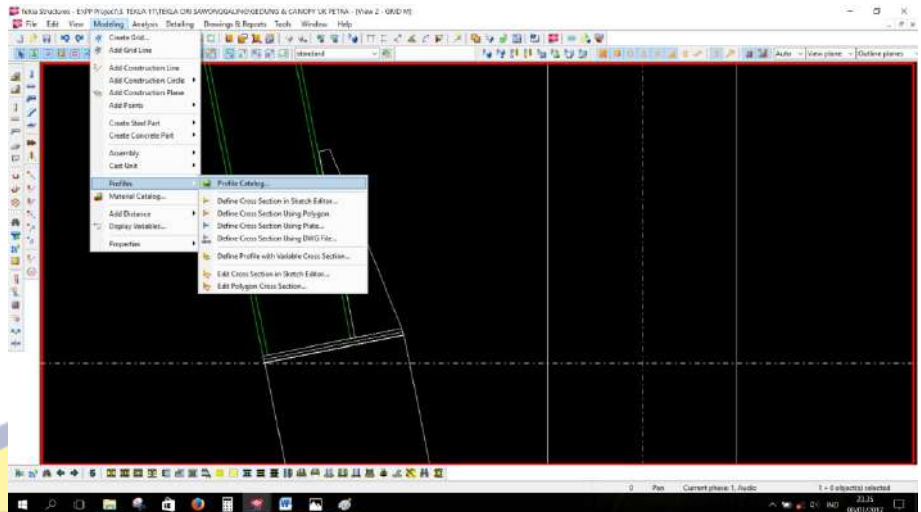 Tekla Structures - E:\PP Project\3. TEKLA YT\TEKLA ORI SAWONGGALING\GEDUNG & CANOPY UK PETRA - [View 2 - GRID M]
File Edit View Modeling Analysis Detailing Drawings & Reports Tools Window Help
Create Grid...
Add Grid Line
standard
Auto
View plane
Outline planes
Add Construction Line
Add Construction Circle
Add Construction Plane
Add Points
Create Steel Part
Create Concrete Part
Assembly
Cast Unit
Profiles
Profile Catalog...
Material Catalog...
Define Cross Section in Sketch Editor...
Add Distance
Define Cross Section Using Polygon
Display Variables...
Define Cross Section Using Plate...
Define Cross Section Using DWG File...
Properties
Define Profile with Variable Cross Section...
Edit Cross Section in Sketch Editor...
Edit Polygon Cross Section...
0 Pan Current phase: 1, Audio 1 + 0 object(s) selected
IND